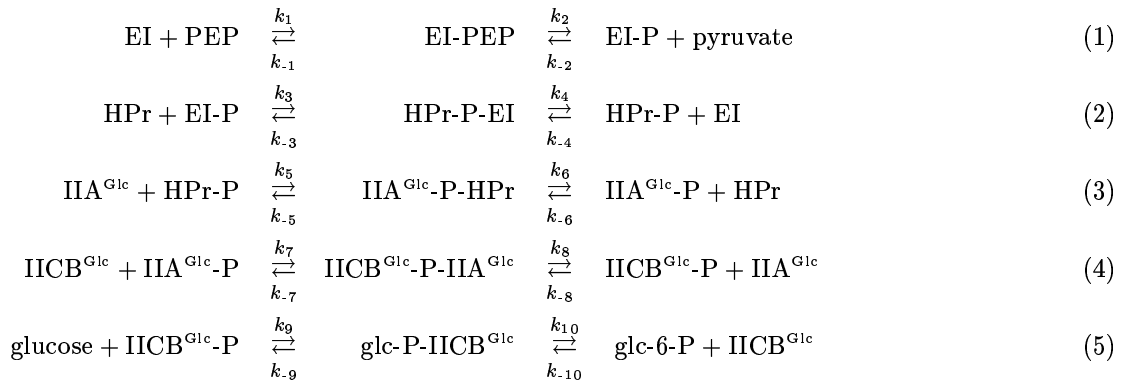 EI + PEP k₁ ⇄ k₋₁ EI-PEP k₂ ⇄ k₋₂ EI-P + pyruvate (1)
HPr + EI-P k₃ ⇄ k₋₃ HPr-P-EI k₄ ⇄ k₋₄ HPr-P + EI (2)
IIA^Glc + HPr-P k₅ ⇄ k₋₅ IIA^Glc-P-HPr k₆ ⇄ k₋₆ IIA^Glc-P + HPr (3)
IICB^Glc + IIA^Glc-P k₇ ⇄ k₋₇ IICB^Glc-P-IIA^Glc k₈ ⇄ k₋₈ IICB^Glc-P + IIA^Glc (4)
glucose + IICB^Glc-P k₉ ⇄ k₋₉ glc-P-IICB^Glc k₁₀ ⇄ k₋₁₀ glc-6-P + IICB^Glc (5)